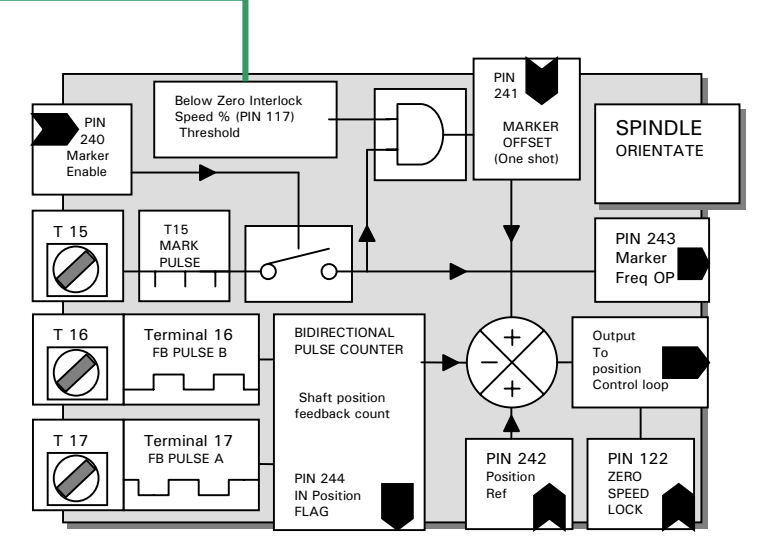 PIN
240
Marker
Enable
Below Zero Interlock
Speed % (PIN 117)
Threshold
PIN
241
MARKER
OFFSET
(One shot)
SPINDLE
ORIENTATE
T 15
T15
MARK
PULSE
PIN 243
Marker
Freq OP
T 16
Terminal 16
FB PULSE B
BIDIRECTIONAL
PULSE COUNTER
Shaft position
feedback count
+
−
+
Output
To
position
Control loop
T 17
Terminal 17
FB PULSE A
PIN 244
IN Position
FLAG
PIN 242
Position
Ref
PIN 122
ZERO
SPEED
LOCK